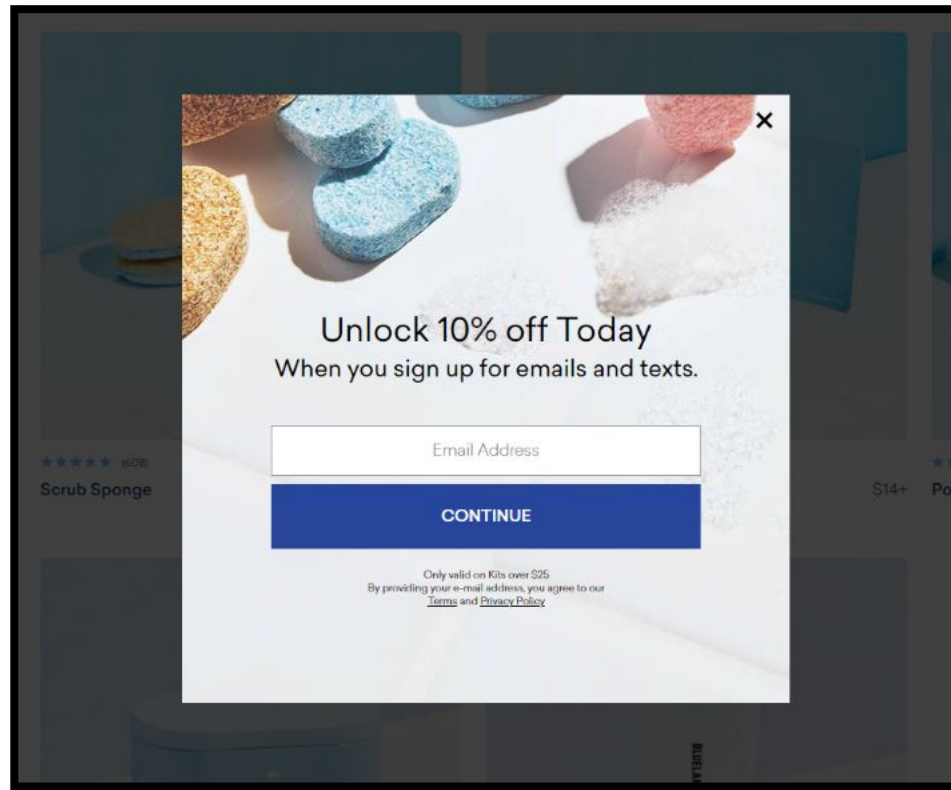 Unlock 10% off Today
When you sign up for emails and texts.
Email Address
CONTINUE
Only valid on Kits over $25
By providing your e-mail address, you agree to our
Terms and Privacy Policy
(608)
Scrub Sponge
$14+